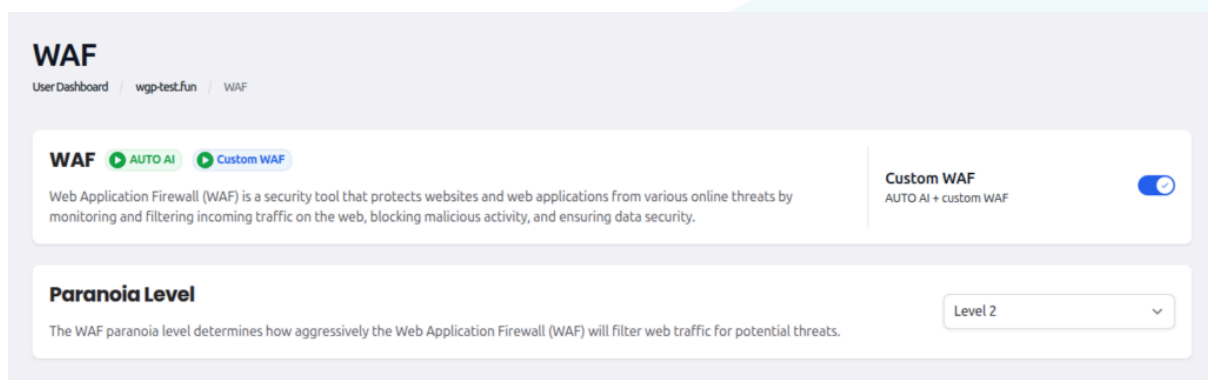 WAF
User Dashboard / wgp-test.fun / WAF
WAF AUTO AI Custom WAF
Web Application Firewall (WAF) is a security tool that protects websites and web applications from various online threats by
monitoring and filtering incoming traffic on the web, blocking malicious activity, and ensuring data security.
Custom WAF
AUTO AI + custom WAF
Paranoia Level
The WAF paranoia level determines how aggressively the Web Application Firewall (WAF) will filter web traffic for potential threats.
Level 2